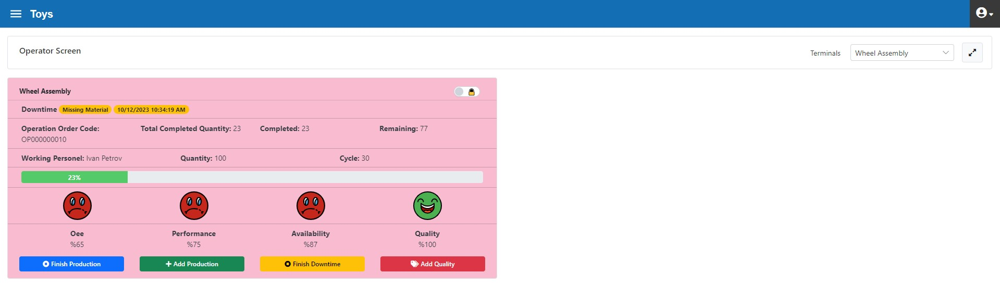 Toys
Operator Screen
Terminals Wheel Assembly
Wheel Assembly
Downtime Missing Material 10/12/2023 10:34:19 AM
Operation Order Code: Total Completed Quantity: 23 Completed: 23 Remaining: 77
OP000000010
Working Personel: Ivan Petrov Quantity: 100 Cycle: 30
23%
Oee Performance Availability Quality
%65 %75 %87 %100
Finish Production Add Production Finish Downtime Add Quality